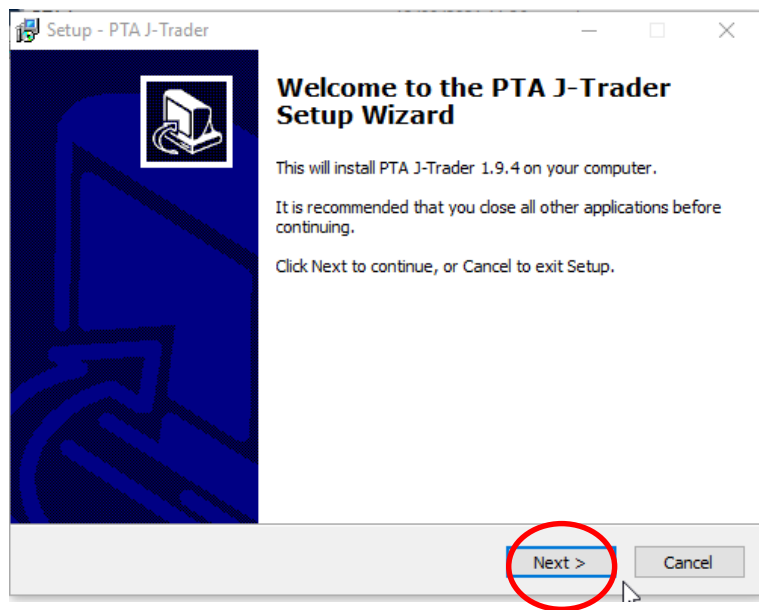 Setup - PTA J-Trader
Welcome to the PTA J-Trader
Setup Wizard
This will install PTA J-Trader 1.9.4 on your computer.
It is recommended that you close all other applications before
continuing.
Click Next to continue, or Cancel to exit Setup.
Next >
Cancel